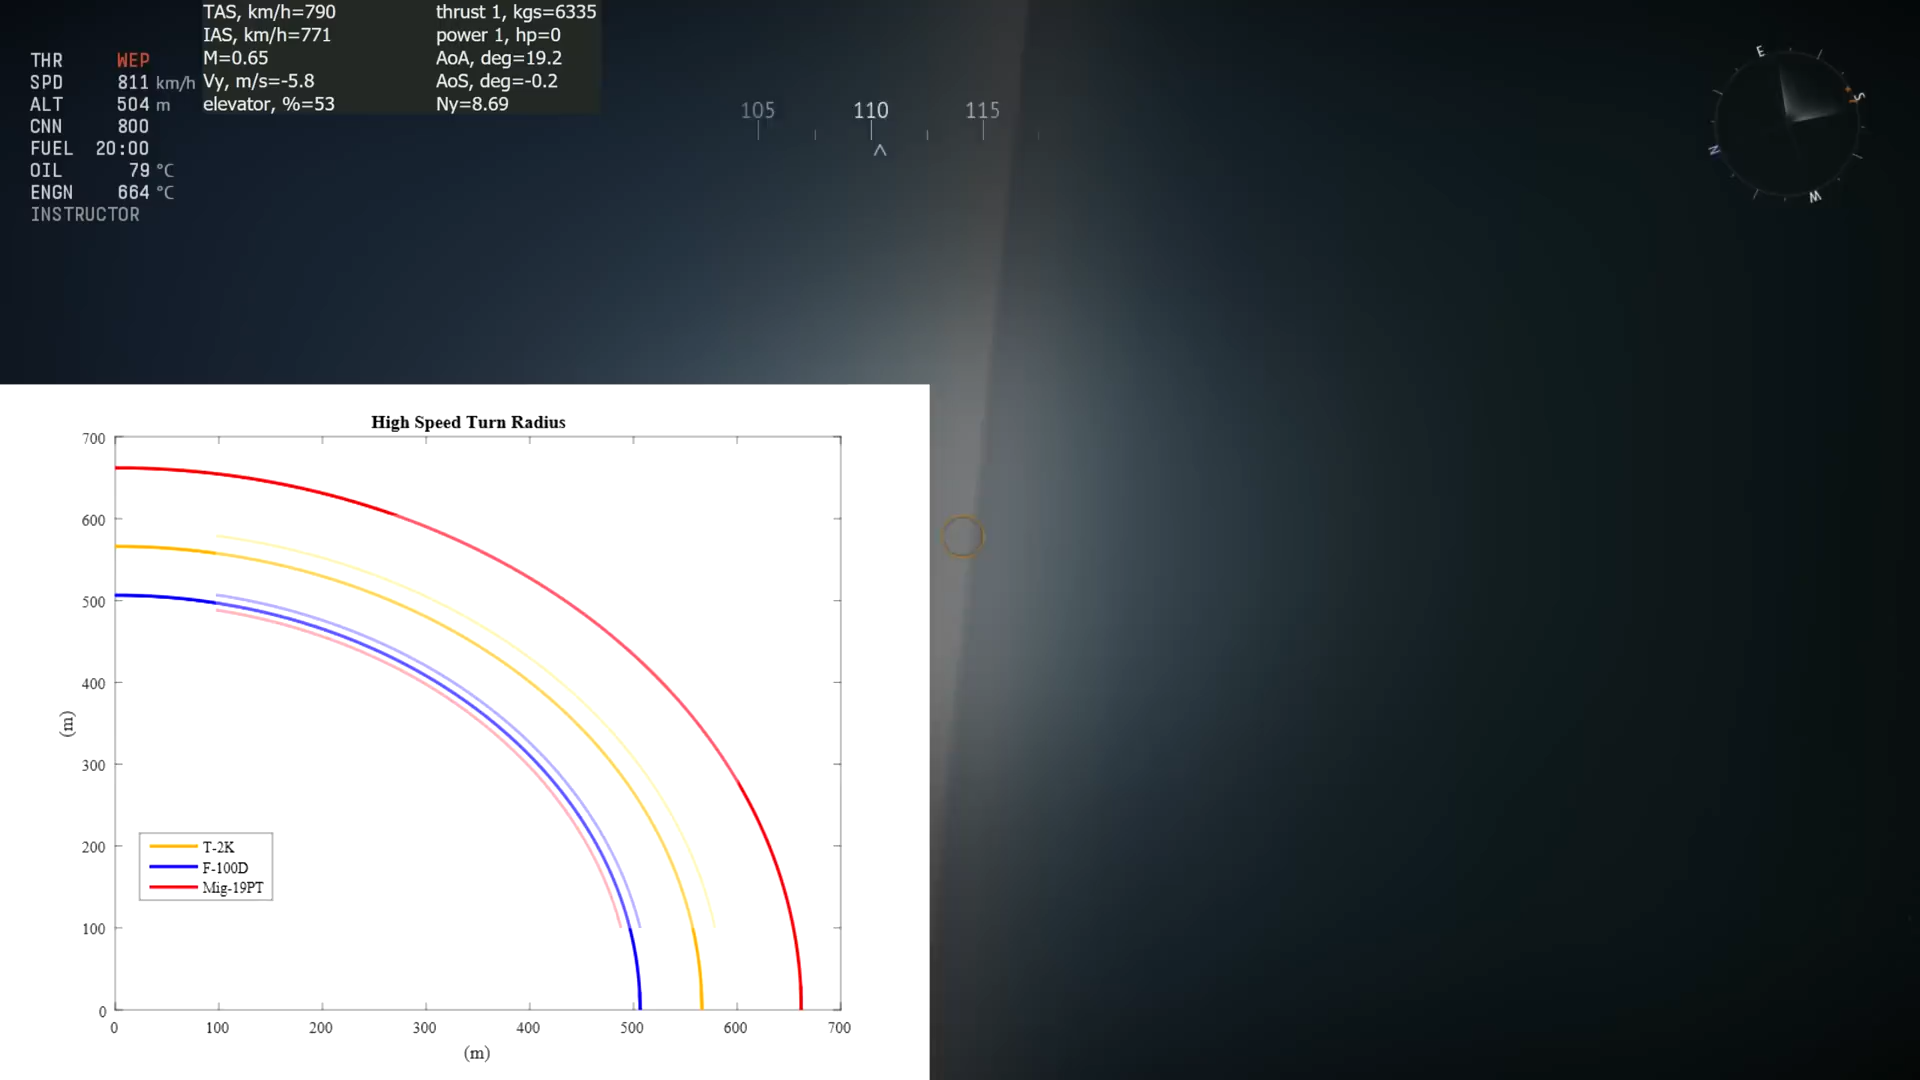 TAS, km/h=790
IAS, km/h=771
M=0.65
Vy, m/s=-5.8
elevator, %=53
thrust 1, kgs=6335
power 1, hp=0
AoA, deg=19.2
AoS, deg=-0.2
Ny=8.69
THR WEP
SPD 811 km/h
ALT 504 m
CNN 800
FUEL 20:00
OIL 79 °C
ENGN 664 °C
INSTRUCTOR
105 110 115
E
S
N
W
High Speed Turn Radius
700
600
500
400
300
200
100
0
(m)
T-2K
F-100D
Mig-19PT
0 100 200 300 400 500 600 700
(m)